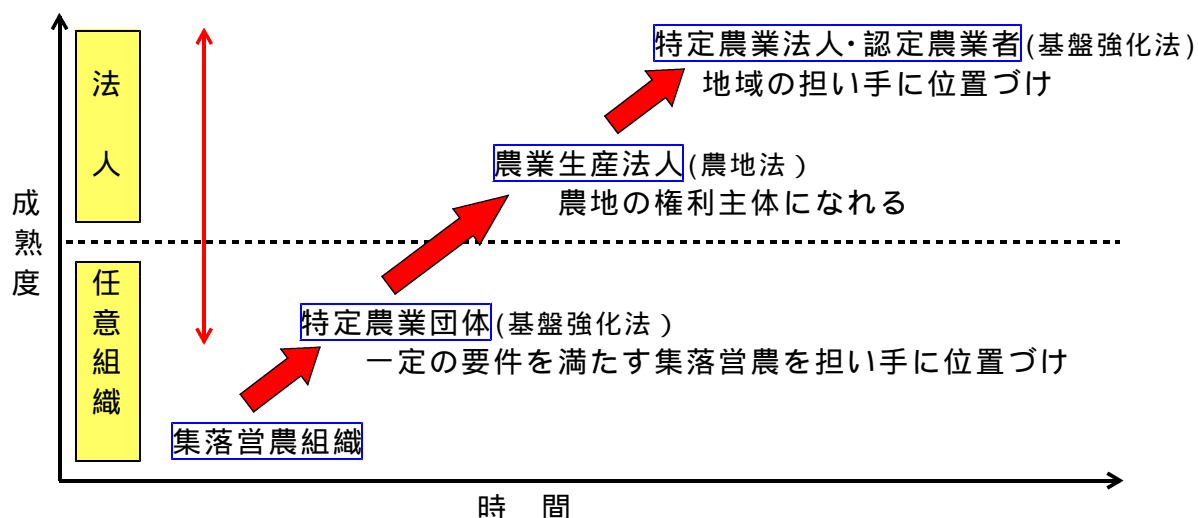 特定農業法人・認定農業者(基盤強化法)
地域の担い手に位置づけ
法人
農業生産法人(農地法)
農地の権利主体になれる
成熟度
任意組織
特定農業団体(基盤強化法)
一定の要件を満たす集落営農を担い手に位置づけ
集落営農組織
時間